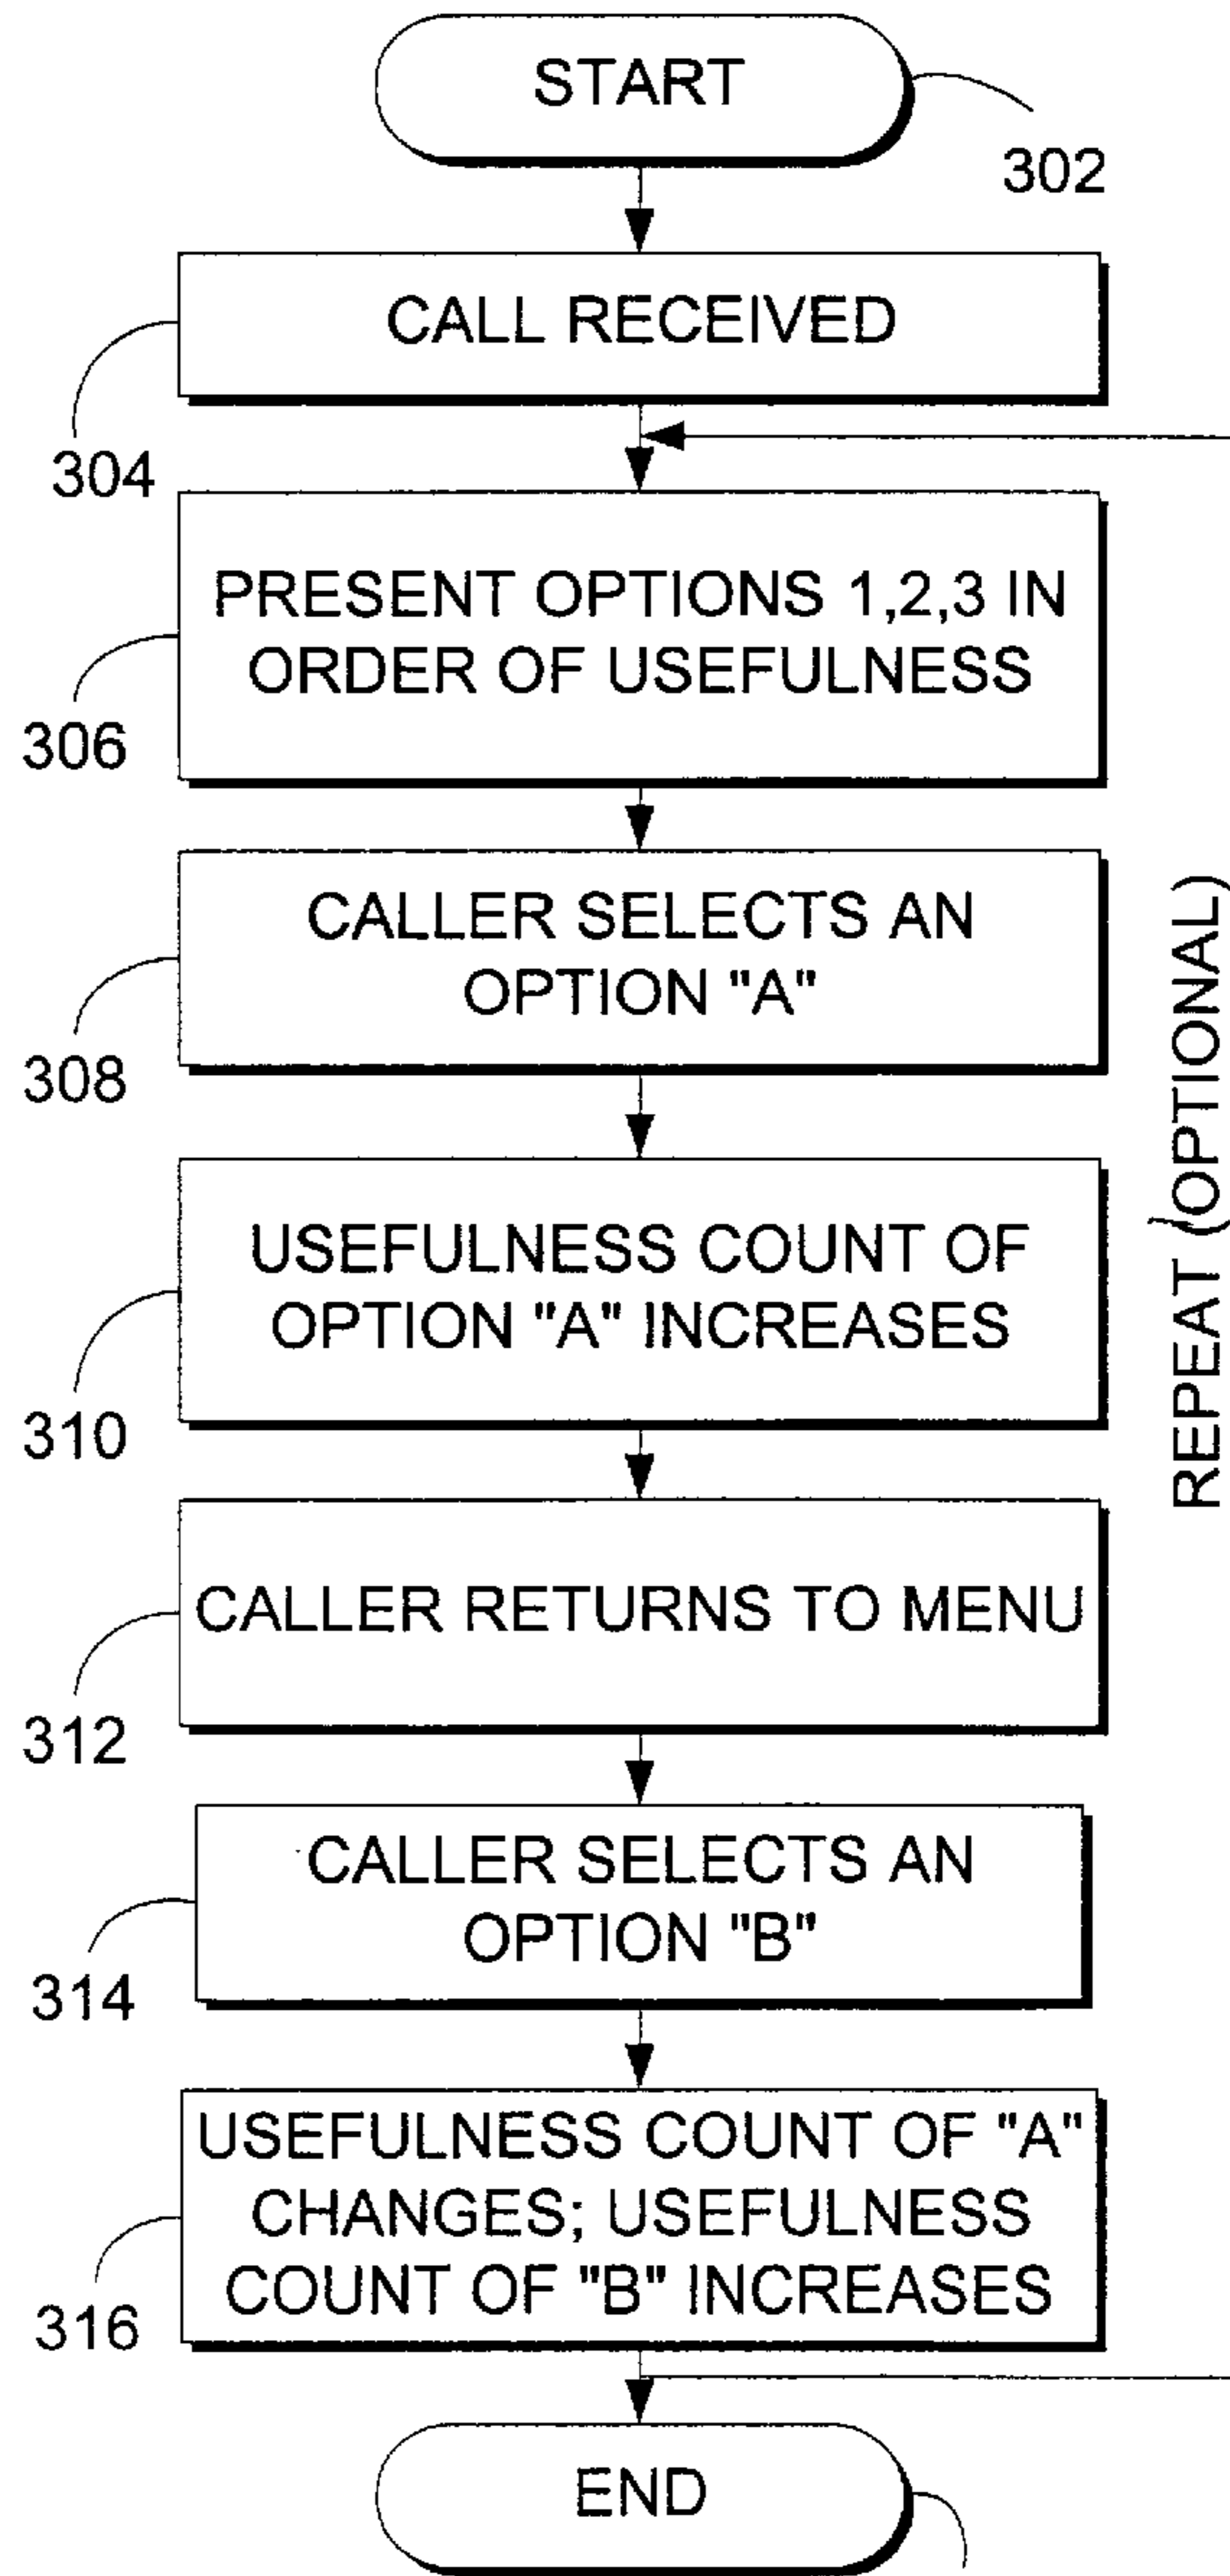 START
302
CALL RECEIVED
304
PRESENT OPTIONS 1,2,3 IN
ORDER OF USEFULNESS
306
CALLER SELECTS AN
OPTION "A"
308
USEFULNESS COUNT OF
OPTION "A" INCREASES
310
REPEAT (OPTIONAL)
CALLER RETURNS TO MENU
312
CALLER SELECTS AN
OPTION "B"
314
USEFULNESS COUNT OF "A"
CHANGES; USEFULNESS
COUNT OF "B" INCREASES
316
END